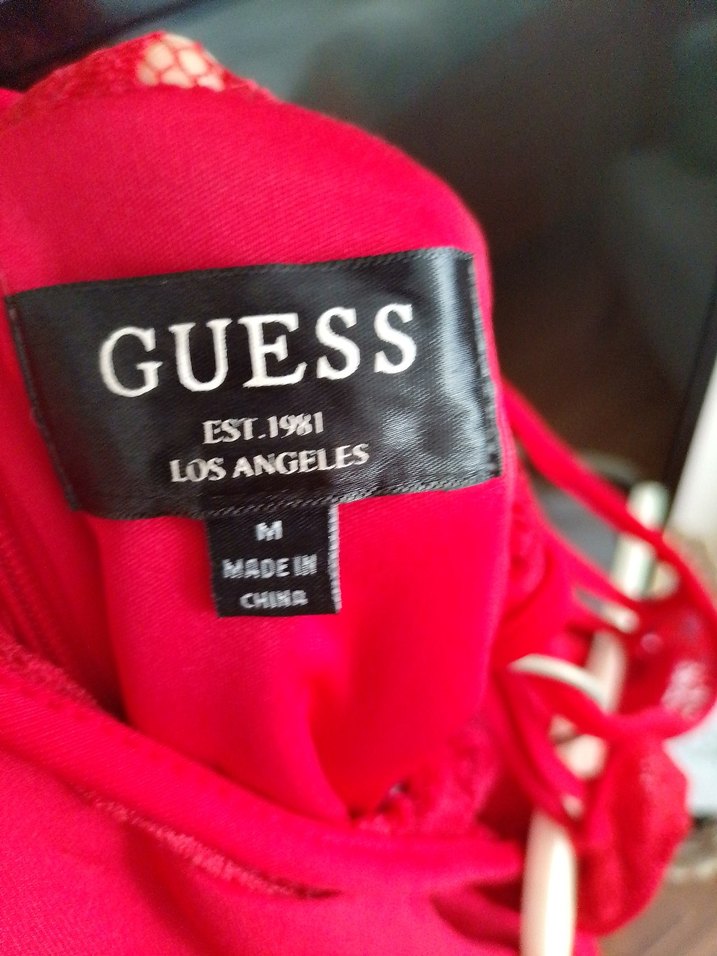 GUESS
EST.1981
LOS ANGELES
M
MADE IN
CHINA